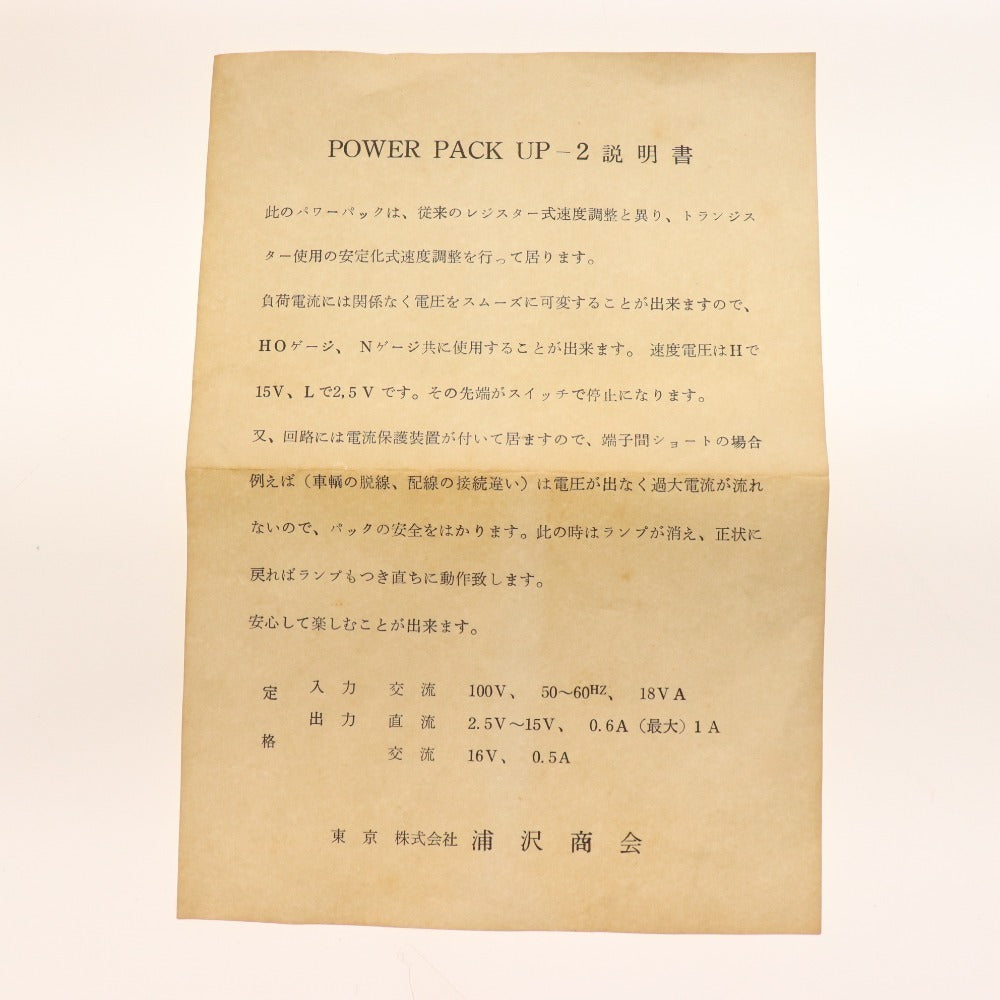 POWER PACK UP－2 説明書
此のパワーパックは、従来のレジスター式速度調整と異り、トランジス
ター使用の安定化式速度調整を行って居ります。
負荷電流には関係なく電圧をスムーズに可変することが出来ますので、
HOゲージ、 Nゲージ共に使用することが出来ます。 速度電圧はHで
15V、Lで2,5Vです。その先端がスイッチで停止になります。
又、回路には電流保護装置が付いて居ますので、端子間ショートの場合
例えば（車輌の脱線、配線の接続違い）は電圧が出なく過大電流が流れ
ないので、パックの安全をはかります。此の時はランプが消え、正状に
戻ればランプもつき直ちに動作致します。
安心して楽しむことが出来ます。
定格
入力 交流 100V、 50～60HZ、 18VA
出力 直流 2.5V～15V、 0.6A（最大）1A
交流 16V、 0.5A
東京 株式会社 浦沢商会